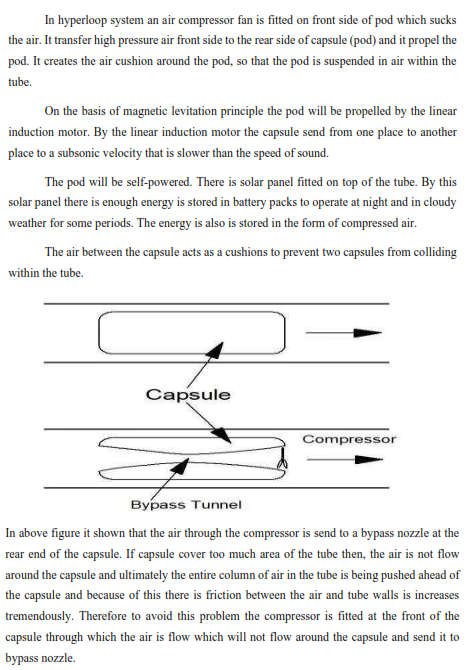 In hyperloop system an air compressor fan is fitted on front side of pod which sucks
the air. It transfer high pressure air front side to the rear side of capsule (pod) and it propel the
pod. It creates the air cushion around the pod, so that the pod is suspended in air within the
tube.
On the basis of magnetic levitation principle the pod will be propelled by the linear
induction motor. By the linear induction motor the capsule send from one place to another
place to a subsonic velocity that is slower than the speed of sound.
The pod will be self-powered. There is solar panel fitted on top of the tube. By this
solar panel there is enough energy is stored in battery packs to operate at night and in cloudy
weather for some periods. The energy is also is stored in the form of compressed air.
The air between the capsule acts as a cushions to prevent two capsules from colliding
within the tube.
Capsule
Compressor
Bypass Tunnel
In above figure it shown that the air through the compressor is send to a bypass nozzle at the
rear end of the capsule. If capsule cover too much area of the tube then, the air is not flow
around the capsule and ultimately the entire column of air in the tube is being pushed ahead of
the capsule and because of this there is friction between the air and tube walls is increases
tremendously. Therefore to avoid this problem the compressor is fitted at the front of the
capsule through which the air is flow which will not flow around the capsule and send it to
bypass nozzle.